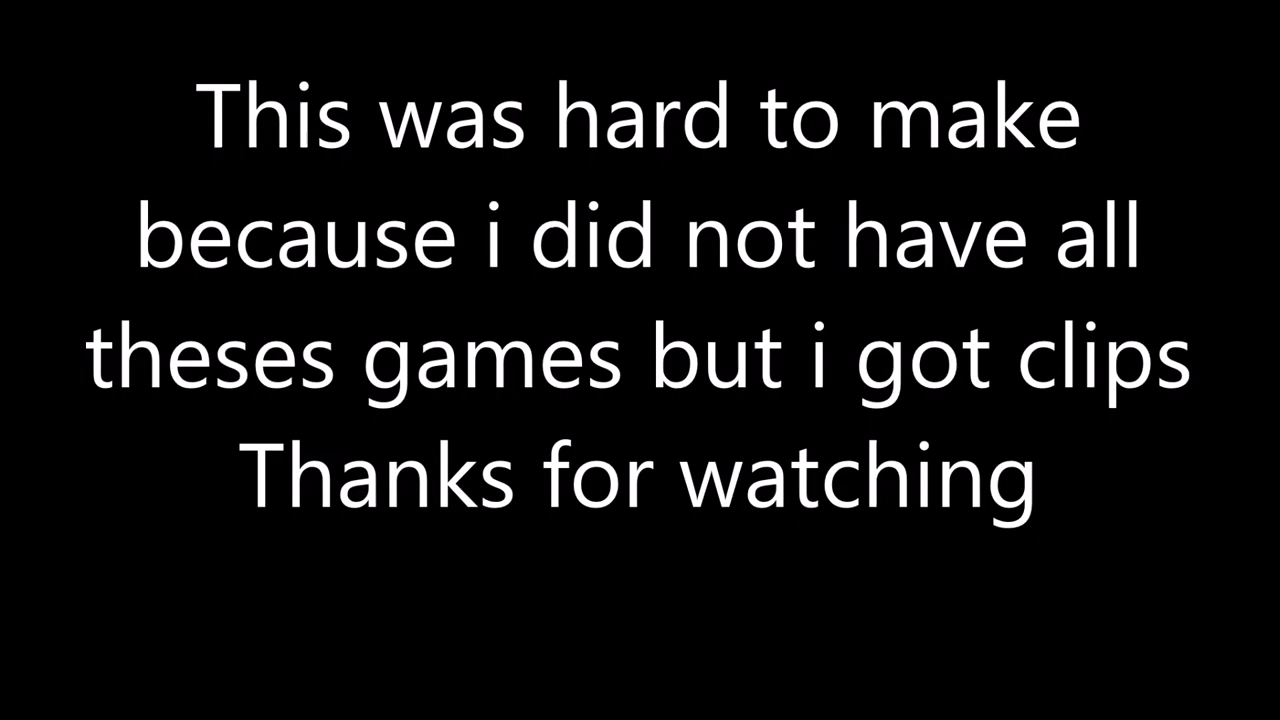 This was hard to make
because i did not have all
theses games but i got clips
Thanks for watching